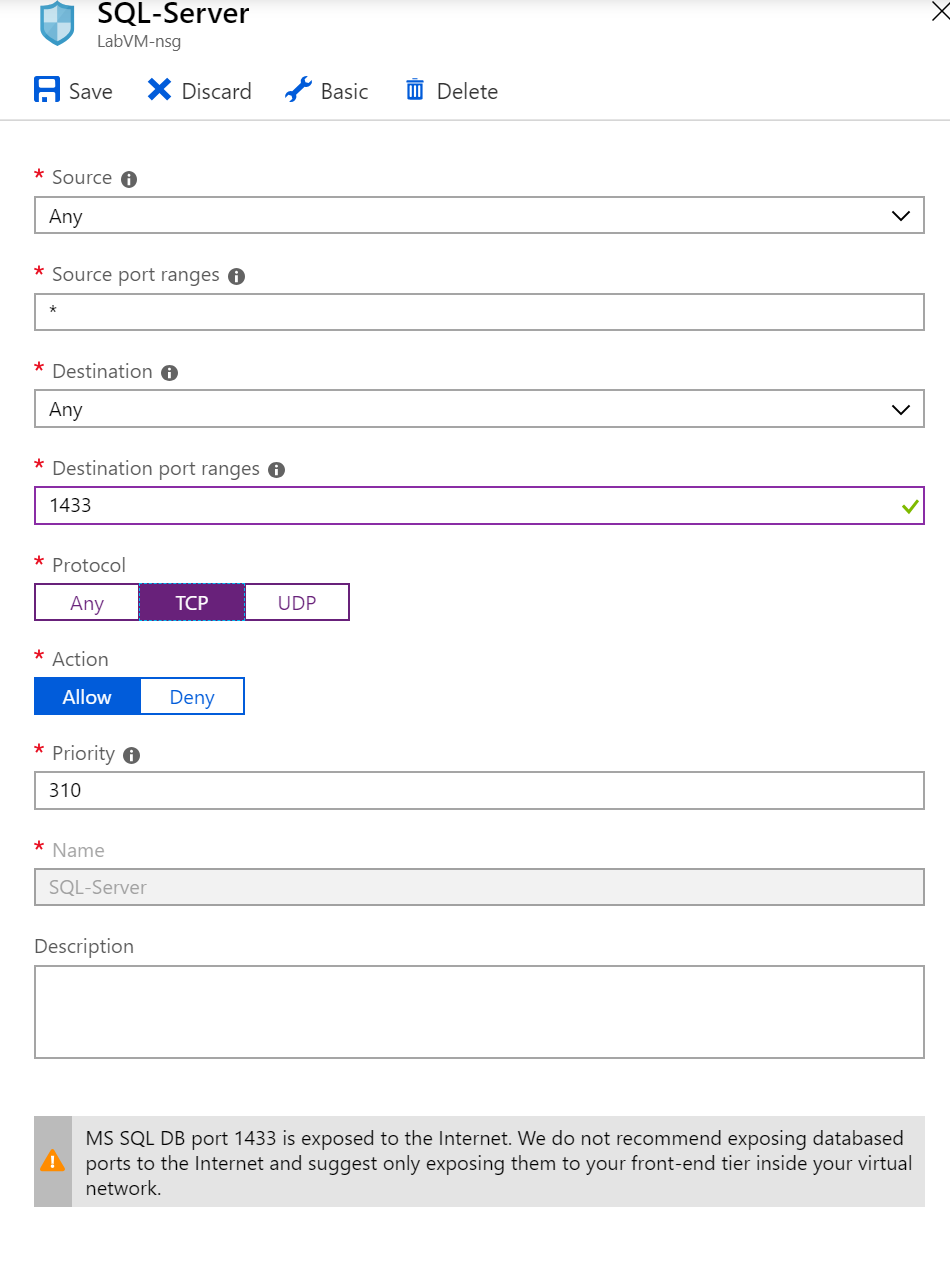 SQL-Server
LabVM-nsg
Save Discard Basic Delete
* Source
Any
* Source port ranges
*
* Destination
Any
* Destination port ranges
1433
* Protocol
Any TCP UDP
* Action
Allow Deny
* Priority
310
* Name
SQL-Server
Description
MS SQL DB port 1433 is exposed to the Internet. We do not recommend exposing databased
ports to the Internet and suggest only exposing them to your front-end tier inside your virtual
network.